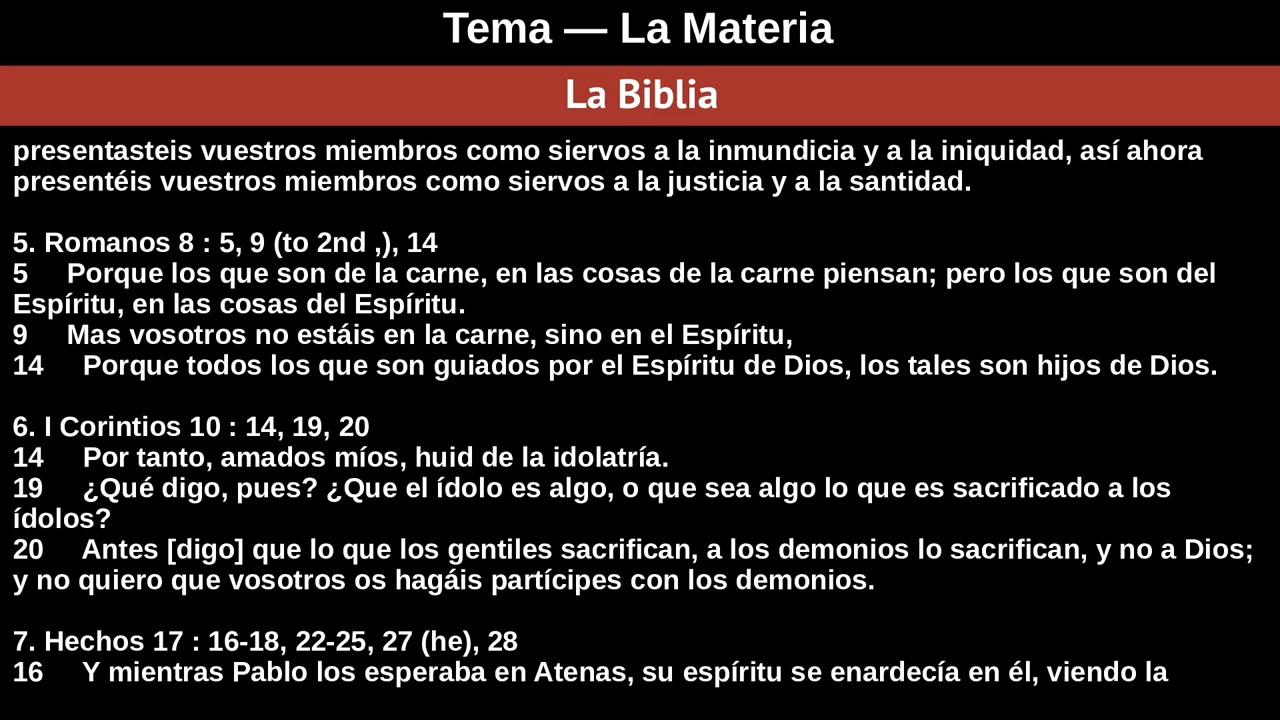 Tema — La Materia
La Biblia
presentasteis vuestros miembros como siervos a la inmundicia y a la iniquidad, así ahora
presentéis vuestros miembros como siervos a la justicia y a la santidad.
5. Romanos 8 : 5, 9 (to 2nd ,), 14
5 Porque los que son de la carne, en las cosas de la carne piensan; pero los que son del
Espíritu, en las cosas del Espíritu.
9 Mas vosotros no estáis en la carne, sino en el Espíritu,
14 Porque todos los que son guiados por el Espíritu de Dios, los tales son hijos de Dios.
6. I Corintios 10 : 14, 19, 20
14 Por tanto, amados míos, huid de la idolatría.
19 ¿Qué digo, pues? ¿Que el ídolo es algo, o que sea algo lo que es sacrificado a los
ídolos?
20 Antes [digo] que lo que los gentiles sacrifican, a los demonios lo sacrifican, y no a Dios;
y no quiero que vosotros os hagáis partícipes con los demonios.
7. Hechos 17 : 16-18, 22-25, 27 (he), 28
16 Y mientras Pablo los esperaba en Atenas, su espíritu se enardecía en él, viendo la